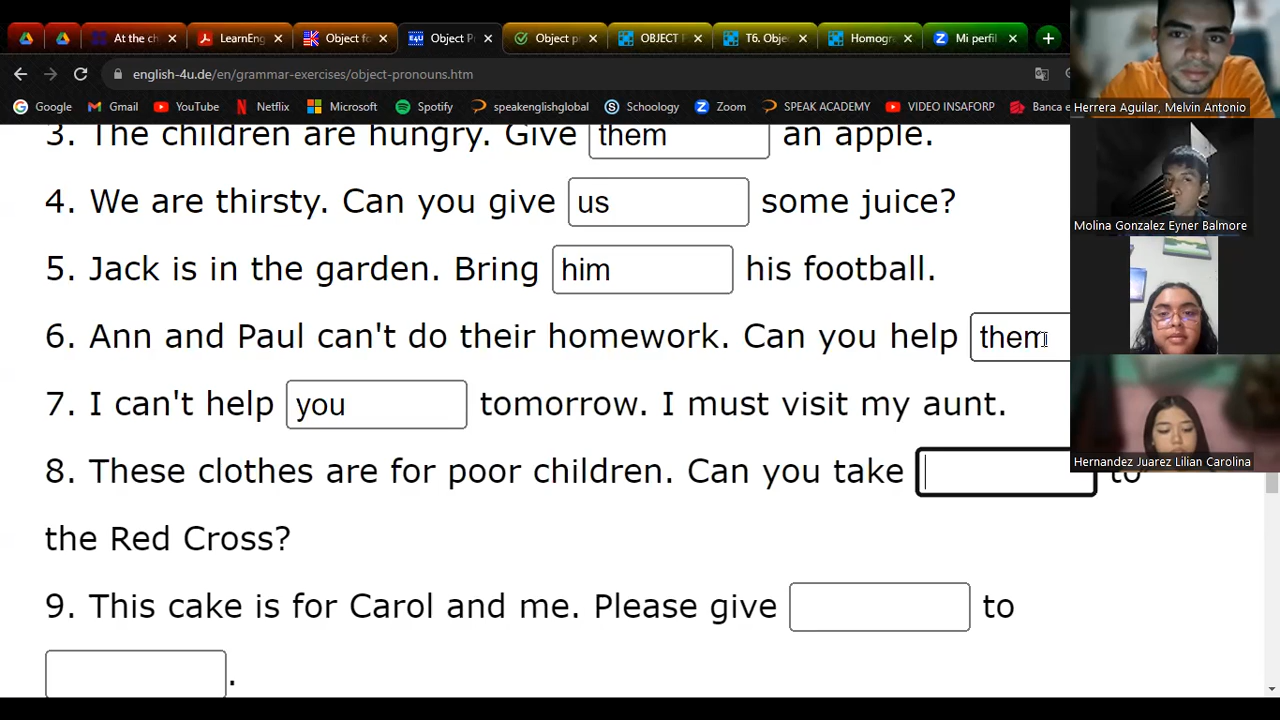 At the ch
LearnEng
Object fo
Object P
Object p
OBJECT P
T6. Obje
Homogra
Mi perfil
english-4u.de/en/grammar-exercises/object-pronouns.htm
Google
Gmail
YouTube
Netflix
Microsoft
Spotify
speakenglishglobal
Schoology
Zoom
SPEAK ACADEMY
VIDEO INSAFORP
Banca e
3. The children are hungry. Give them an apple.
4. We are thirsty. Can you give us some juice?
5. Jack is in the garden. Bring him his football.
6. Ann and Paul can't do their homework. Can you help them
7. I can't help you tomorrow. I must visit my aunt.
8. These clothes are for poor children. Can you take to
the Red Cross?
9. This cake is for Carol and me. Please give to
.
Herrera Aguilar, Melvin Antonio
Molina Gonzalez Eyner Balmore
Hernandez Juarez Lilian Carolina